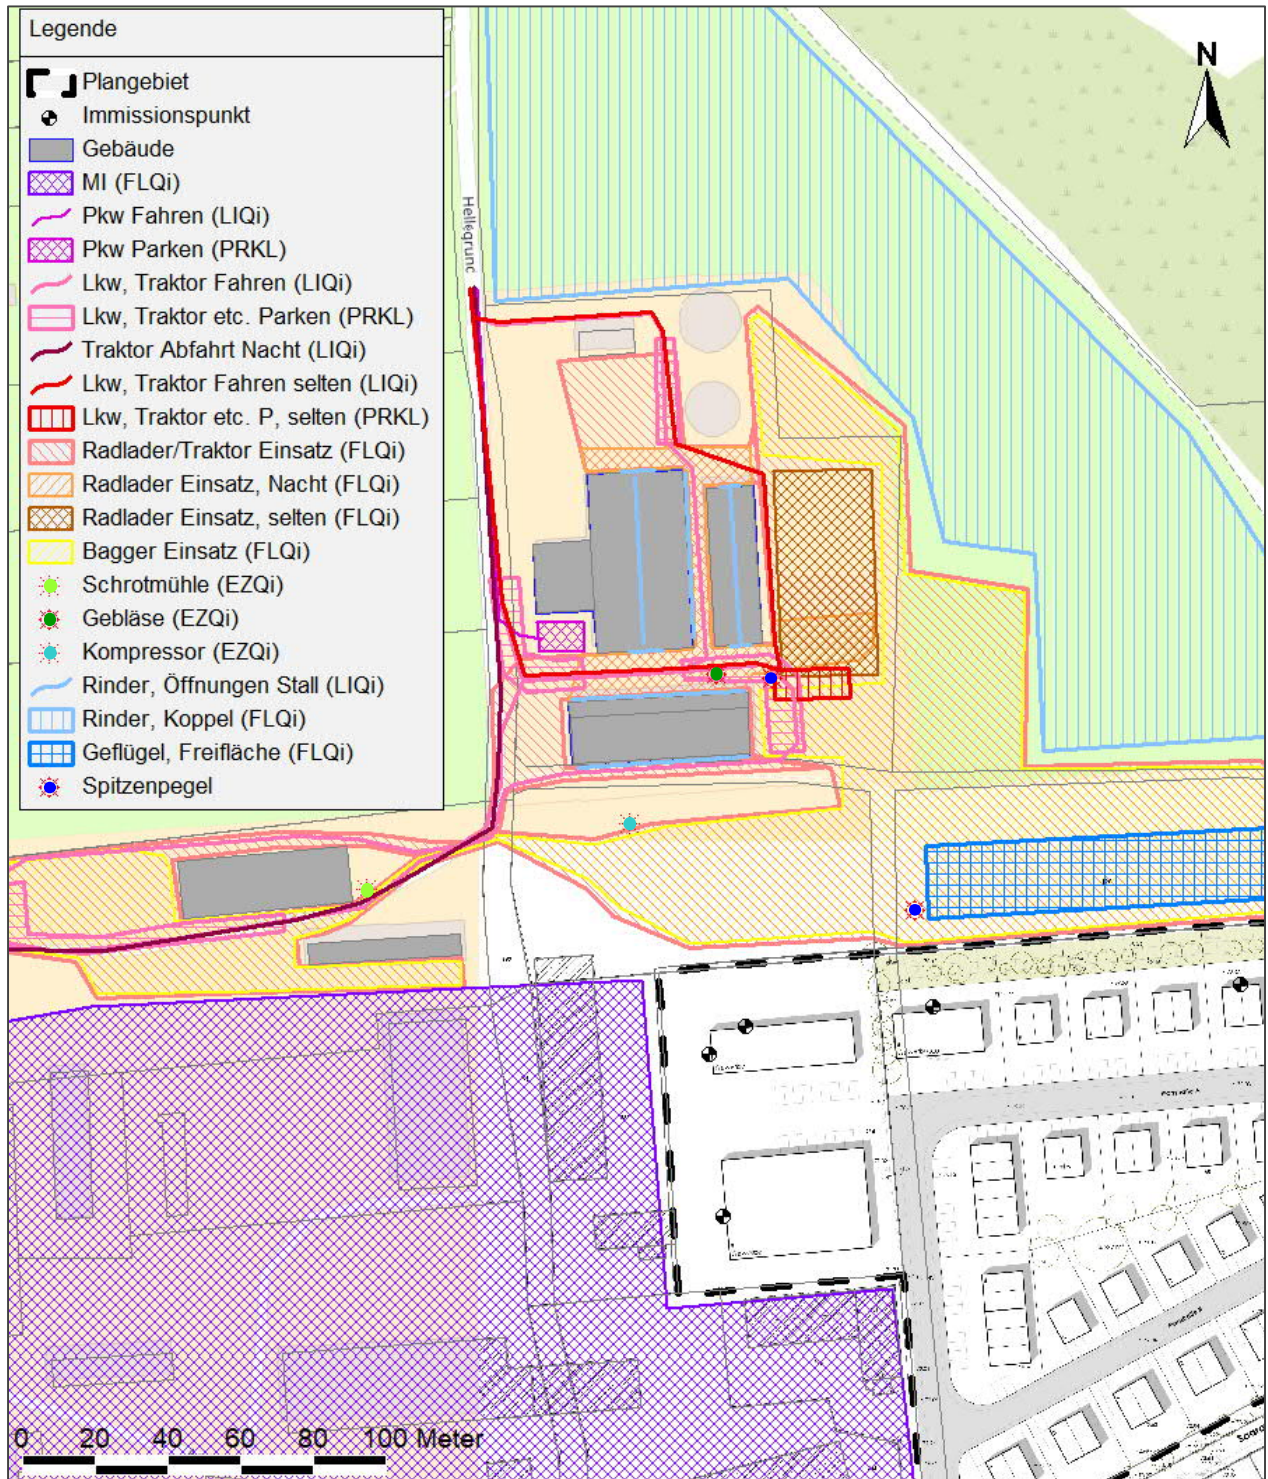 Legende
Plangebiet
Immissionspunkt
Gebäude
MI (FLQi)
Pkw Fahren (LIQi)
Pkw Parken (PRKL)
Lkw, Traktor Fahren (LIQi)
Lkw, Traktor etc. Parken (PRKL)
Traktor Abfahrt Nacht (LIQi)
Lkw, Traktor Fahren selten (LIQi)
Lkw, Traktor etc. P, selten (PRKL)
Radlader/Traktor Einsatz (FLQi)
Radlader Einsatz, Nacht (FLQi)
Radlader Einsatz, selten (FLQi)
Bagger Einsatz (FLQi)
Schrotmühle (EZQi)
Gebläse (EZQi)
Kompressor (EZQi)
Rinder, Öffnungen Stall (LIQi)
Rinder, Koppel (FLQi)
Geflügel, Freifläche (FLQi)
Spitzenpegel
N
Hellegrund
0 20 40 60 80 100 Meter